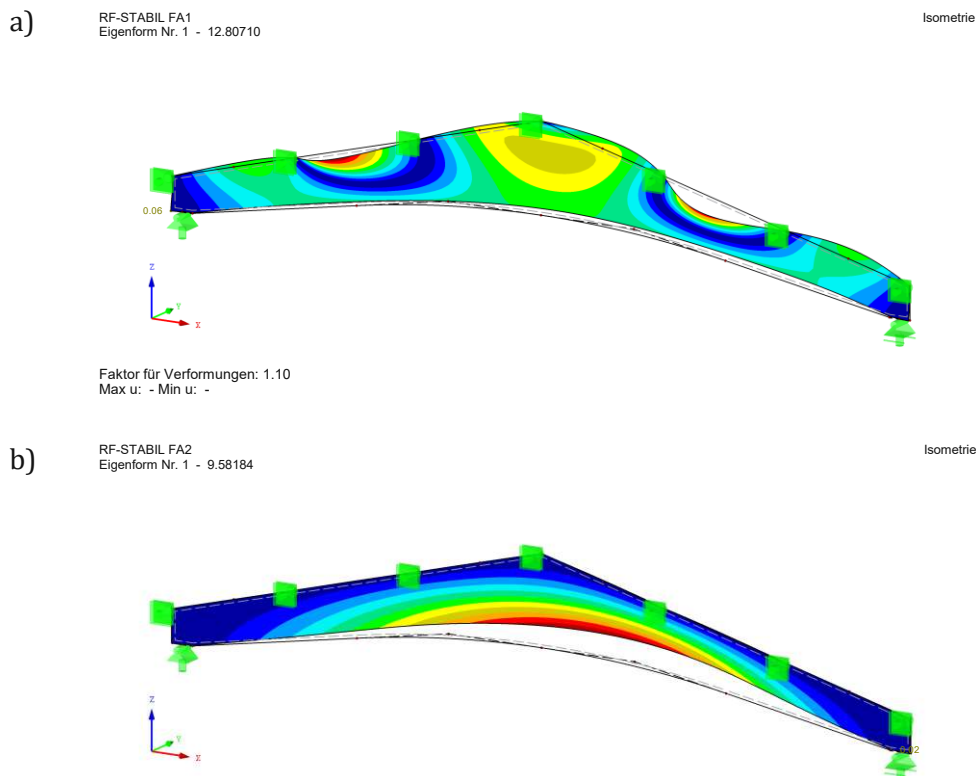 a)
RF-STABIL FA1
Eigenform Nr. 1 - 12.80710
Isometrie
0.06
Z
Y
X
Faktor für Verformungen: 1.10
Max u: - Min u: -
b)
RF-STABIL FA2
Eigenform Nr. 1 - 9.58184
Isometrie
Z
Y
X
0.02